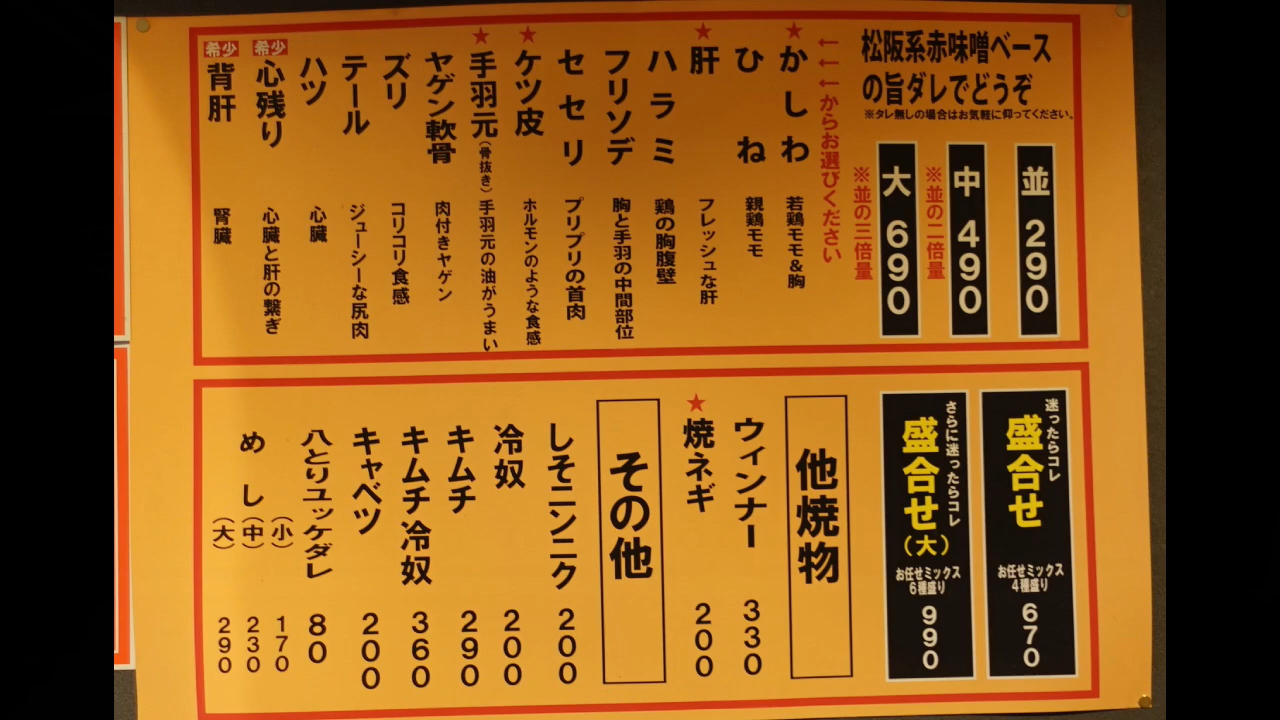 松阪系赤味噌ベース
の旨ダレでどうぞ
※タレ無しの場合はお気軽に仰ってください。
並 290
中 490
※並の二倍量
大 690
※並の三倍量
←←←からお選びください
★かしわ 若鶏モモ&胸
ひね 親鶏モモ
★肝 フレッシュな肝
ハラミ 鶏の胸腹壁
フリソデ 胸と手羽の中間部位
セセリ プリプリの首肉
★ケツ皮 ホルモンのような食感
★手羽元(骨抜き) 手羽元の油がうまい
ヤゲン軟骨 肉付きヤゲン
ズリ コリコリ食感
テール ジューシーな尻肉
ハツ 心臓
希少 心残り 心臓と肝の繋ぎ
希少 背肝 腎臓
迷ったらコレ
盛合せ お任せミックス4種盛り 670
さらに迷ったらコレ
盛合せ(大) お任せミックス6種盛り 990
他焼物
ウィンナー 330
★焼ネギ 200
その他
しそニンニク 200
冷奴 200
キムチ 290
キムチ冷奴 360
キャベツ 200
八とりユッケダレ 80
(小) 170
めし(中) 230
(大) 290